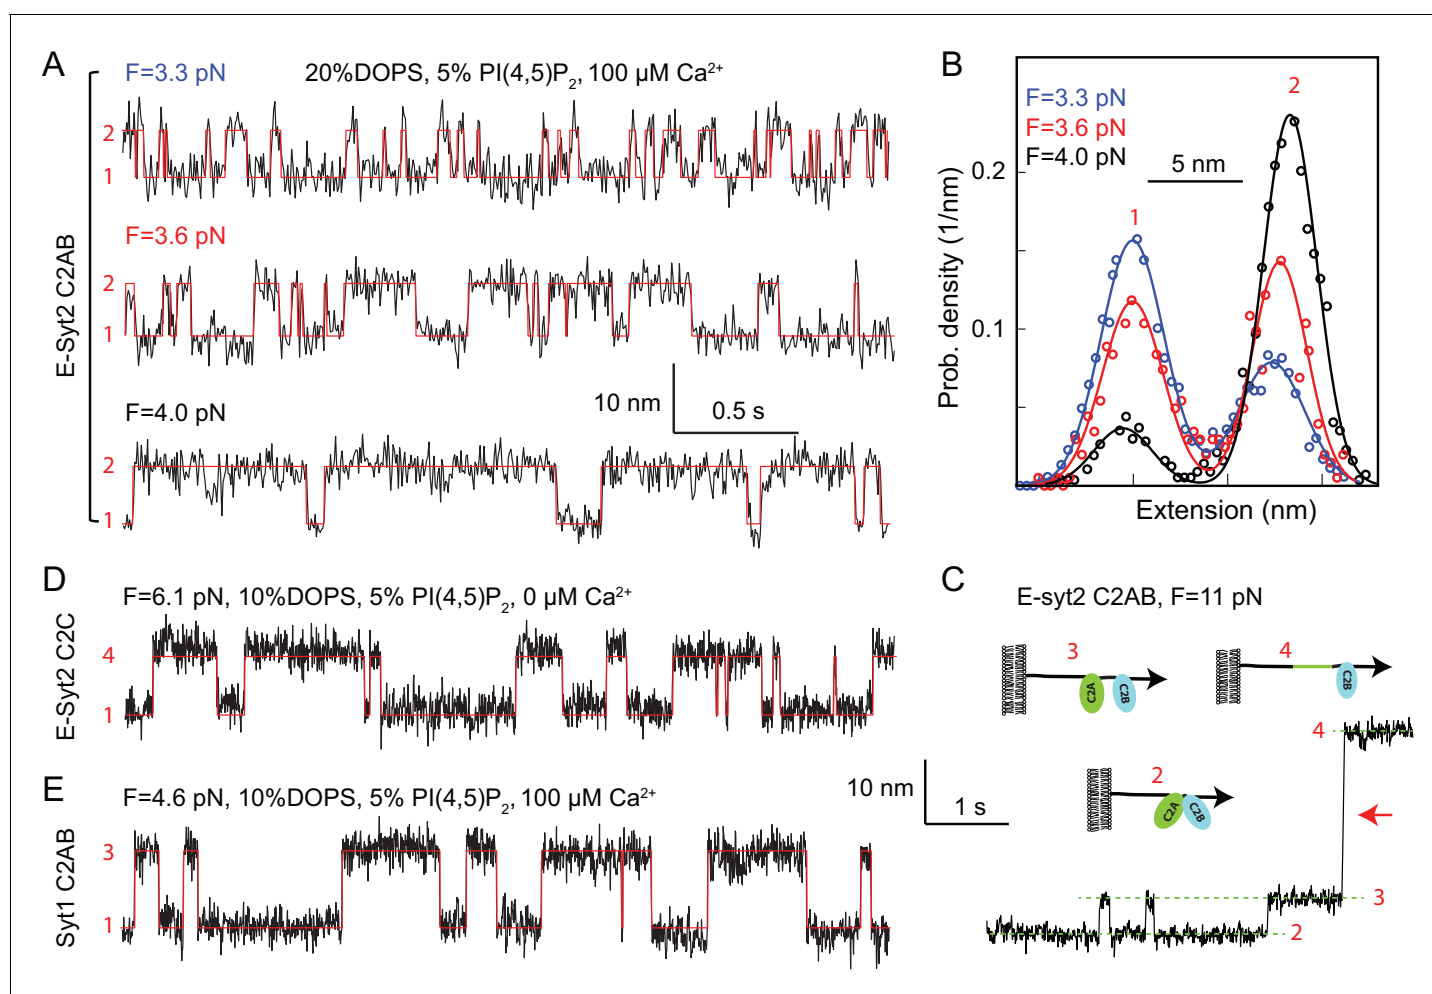 A
F=3.3 pN
20%DOPS, 5% PI(4,5)P2, 100 µM Ca2+
2
1
F=3.6 pN
2
1
E-Syt2 C2AB
10 nm
0.5 s
F=4.0 pN
2
1
B
F=3.3 pN
F=3.6 pN
F=4.0 pN
2
5 nm
1
0.2
0.1
Prob. density (1/nm)
Extension (nm)
D
F=6.1 pN, 10%DOPS, 5% PI(4,5)P2, 0 µM Ca2+
E-Syt2 C2C
4
1
E
F=4.6 pN, 10%DOPS, 5% PI(4,5)P2, 100 µM Ca2+
Syt1 C2AB
3
1
10 nm
1 s
C
E-syt2 C2AB, F=11 pN
3
C2A
C2B
4
C2B
2
C2A
C2B
4
3
2